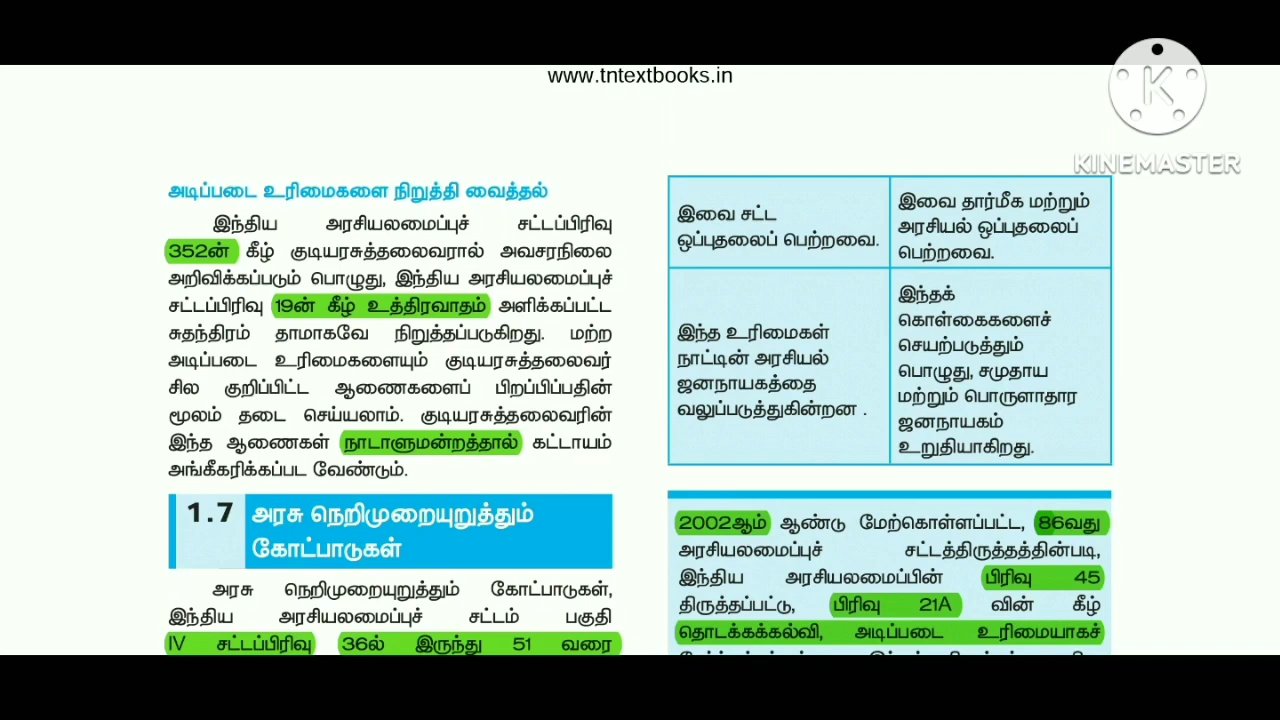 www.tntextbooks.in
KINEMASTER
அடிப்படை உரிமைகளை நிறுத்தி வைத்தல்
இந்திய அரசியலமைப்புச் சட்டப்பிரிவு
352ன் கீழ் குடியரசுத்தலைவரால் அவசரநிலை
அறிவிக்கப்படும் பொழுது, இந்திய அரசியலமைப்புச்
சட்டப்பிரிவு 19ன் கீழ் உத்திரவாதம் அளிக்கப்பட்ட
சுதந்திரம் தாமாகவே நிறுத்தப்படுகிறது. மற்ற
அடிப்படை உரிமைகளையும் குடியரசுத்தலைவர்
சில குறிப்பிட்ட ஆணைகளைப் பிறப்பிப்பதின்
மூலம் தடை செய்யலாம். குடியரசுத்தலைவரின்
இந்த ஆணைகள் நாடாளுமன்றத்தால் கட்டாயம்
அங்கீகரிக்கப்பட வேண்டும்.
1.7 அரசு நெறிமுறையுறுத்தும்
கோட்பாடுகள்
அரசு நெறிமுறையுறுத்தும் கோட்பாடுகள்,
இந்திய அரசியலமைப்புச் சட்டம் பகுதி
IV சட்டப்பிரிவு 36ல் இருந்து 51 வரை
இவை சட்ட
ஒப்புதலைப் பெற்றவை.
இவை தார்மீக மற்றும்
அரசியல் ஒப்புதலைப்
பெற்றவை.
இந்த உரிமைகள்
நாட்டின் அரசியல்
ஜனநாயகத்தை
வலுப்படுத்துகின்றன .
இந்தக்
கொள்கைகளைச்
செயற்படுத்தும்
பொழுது, சமுதாய
மற்றும் பொருளாதார
ஜனநாயகம்
உறுதியாகிறது.
2002ஆம் ஆண்டு மேற்கொள்ளப்பட்ட, 86வது
அரசியலமைப்புச் சட்டத்திருத்தத்தின்படி,
இந்திய அரசியலமைப்பின் பிரிவு 45
திருத்தப்பட்டு, பிரிவு 21A வின் கீழ்
தொடக்கக்கல்வி, அடிப்படை உரிமையாகச்